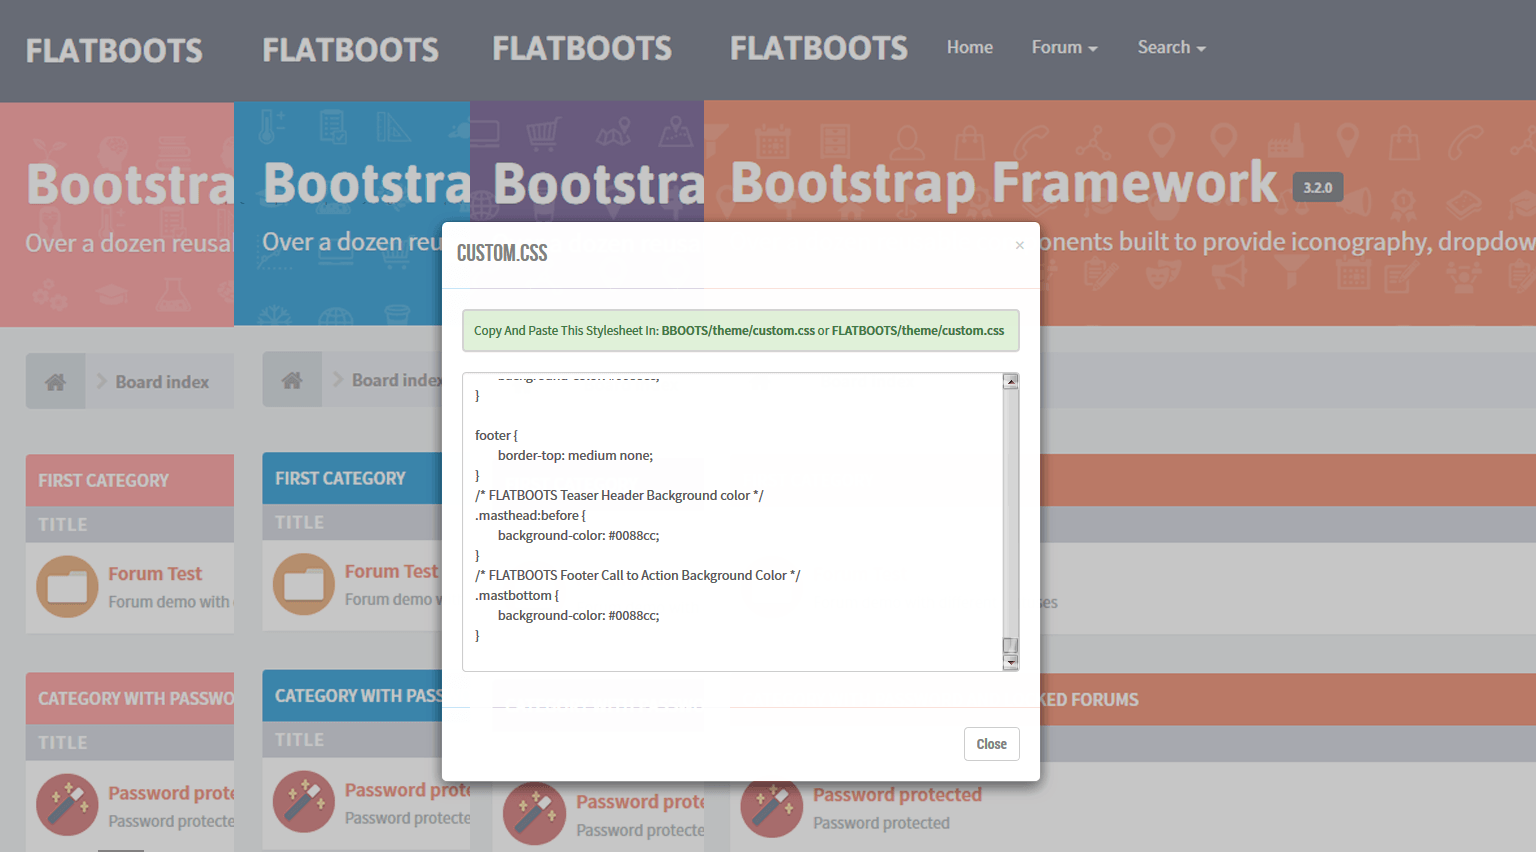 FLATBOOTS FLATBOOTS FLATBOOTS FLATBOOTS Home Forum Search
Bootstra Bootstra Bootstra Bootstrap Framework 3.2.0
Over a dozen reusa Over a dozen reu onents built to provide iconography, dropdow
CUSTOM.CSS ×
Copy And Paste This Stylesheet In: BBOOTS/theme/custom.css or FLATBOOTS/theme/custom.css
Board index Board index
}
footer {
border-top: medium none;
}
/* FLATBOOTS Teaser Header Background color */
.masthead:before {
background-color: #0088cc;
}
/* FLATBOOTS Footer Call to Action Background Color */
.mastbottom {
background-color: #0088cc;
}
Close
FIRST CATEGORY FIRST CATEGORY
TITLE TITLE
Forum Test Forum Test
Forum demo with Forum demo w ses
CATEGORY WITH PASSWO CATEGORY WITH PASS KED FORUMS
TITLE TITLE
Password prote Password prote Password prote Password protected
Password protecte Password protecte Password protecte Password protected